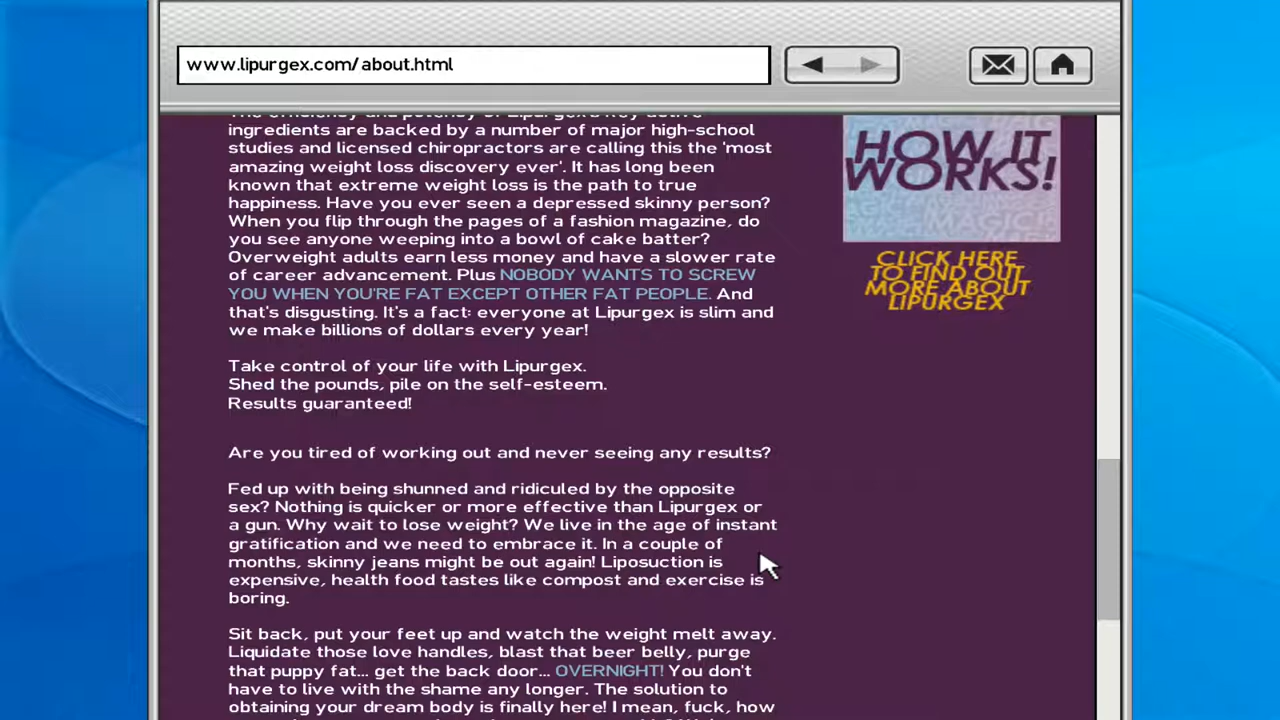 www.lipurgex.com/about.html
The efficiency and potency of Lipurgex's key active
ingredients are backed by a number of major high-school
studies and licensed chiropractors are calling this the 'most
amazing weight loss discovery ever'. It has long been
known that extreme weight loss is the path to true
happiness. Have you ever seen a depressed skinny person?
When you flip through the pages of a fashion magazine, do
you see anyone weeping into a bowl of cake batter?
Overweight adults earn less money and have a slower rate
of career advancement. Plus NOBODY WANTS TO SCREW
YOU WHEN YOU'RE FAT EXCEPT OTHER FAT PEOPLE. And
that's disgusting. It's a fact: everyone at Lipurgex is slim and
we make billions of dollars every year!
Take control of your life with Lipurgex.
Shed the pounds, pile on the self-esteem.
Results guaranteed!
Are you tired of working out and never seeing any results?
Fed up with being shunned and ridiculed by the opposite
sex? Nothing is quicker or more effective than Lipurgex or
a gun. Why wait to lose weight? We live in the age of instant
gratification and we need to embrace it. In a couple of
months, skinny jeans might be out again! Liposuction is
expensive, health food tastes like compost and exercise is
boring.
Sit back, put your feet up and watch the weight melt away.
Liquidate those love handles, blast that beer belly, purge
that puppy fat... get the back door... OVERNIGHT! You don't
have to live with the shame any longer. The solution to
obtaining your dream body is finally here! I mean, fuck, how
HOW IT
WORKS!
CLICK HERE
TO FIND OUT
MORE ABOUT
LIPURGEX